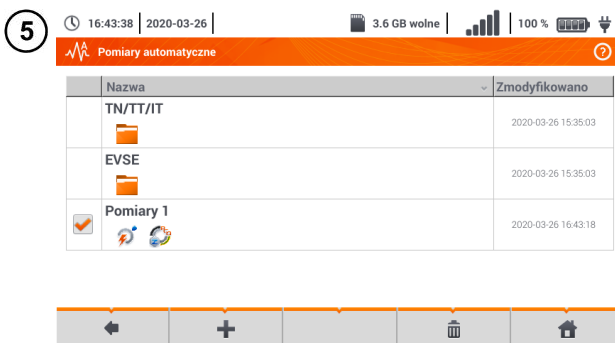 5
16:43:38 2020-03-26 3.6 GB wolne 100 %
Pomiary automatyczne ?
Nazwa Zmodyfikowano
TN/TT/IT
2020-03-26 15:35:03
EVSE
2020-03-26 15:35:03
Pomiary 1
2020-03-26 16:43:18